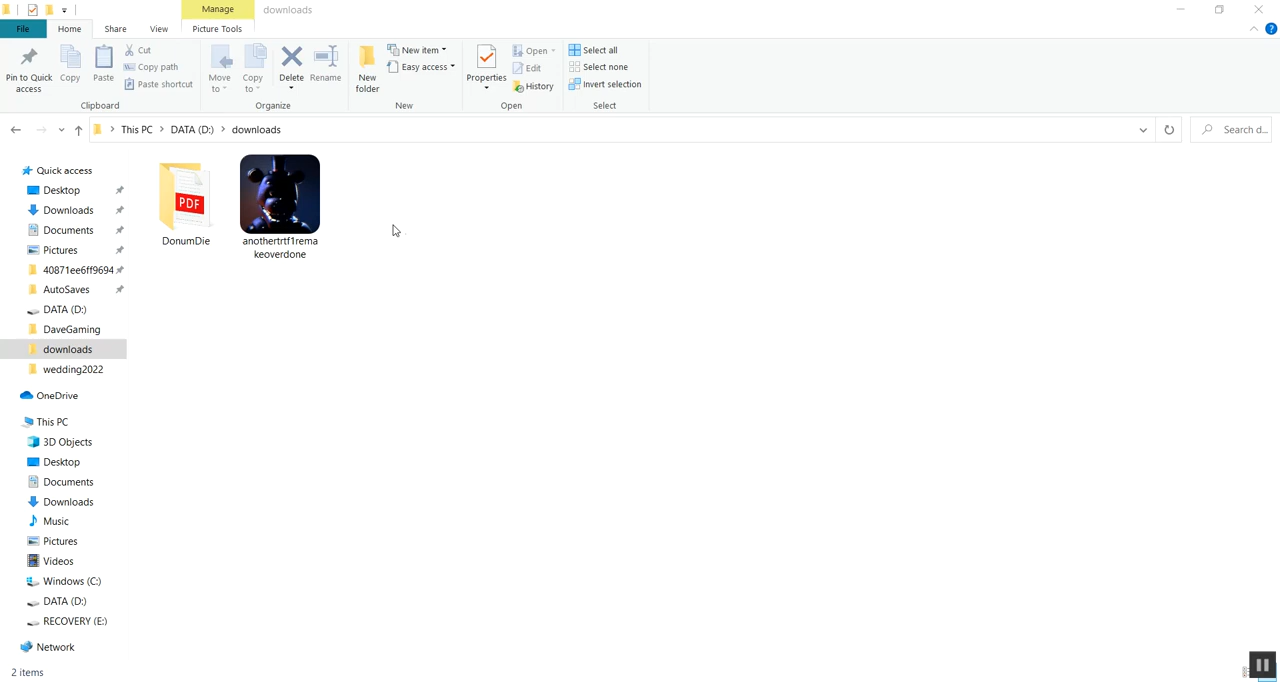 Manage
downloads
File
Home
Share
View
Picture Tools
Pin to Quick access
Copy
Paste
Cut
Copy path
Paste shortcut
Clipboard
Move to
Copy to
Delete
Rename
Organize
New folder
New item
Easy access
New
Properties
Open
Edit
History
Open
Select all
Select none
Invert selection
Select
This PC > DATA (D:) > downloads
Search d...
Quick access
Desktop
Downloads
Documents
Pictures
40871ee6ff9694
AutoSaves
DATA (D:)
DaveGaming
downloads
wedding2022
OneDrive
This PC
3D Objects
Desktop
Documents
Downloads
Music
Pictures
Videos
Windows (C:)
DATA (D:)
RECOVERY (E:)
Network
PDF
DonumDie
anothertrtf1rema
keoverdone
2 items